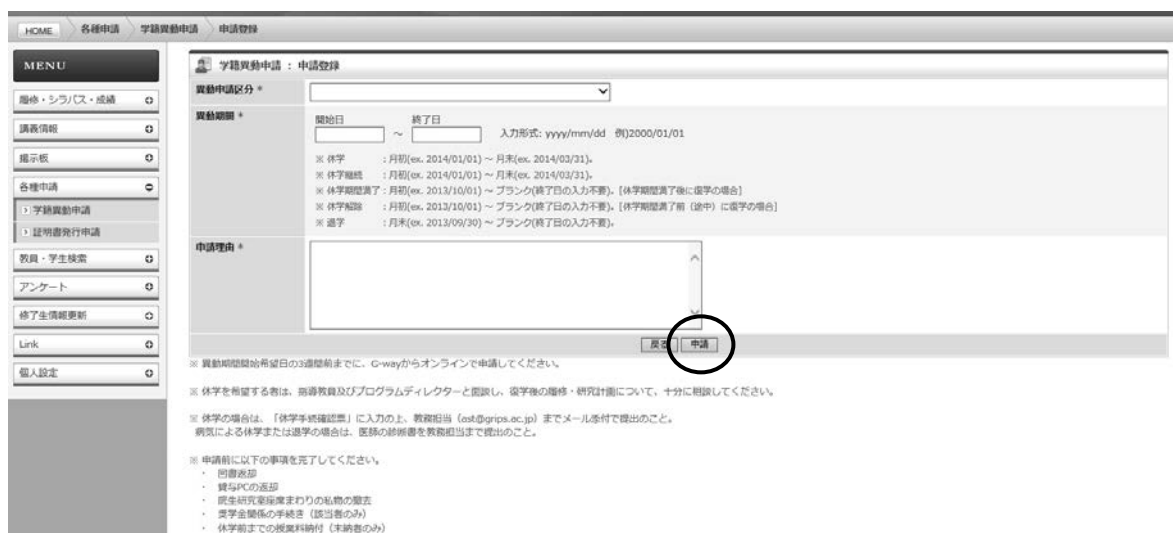 HOME 各種申請 学籍異動申請 申請登録
MENU
履修・シラバス・成績
講義情報
掲示板
各種申請
学籍異動申請
証明書発行申請
教員・学生検索
アンケート
修了生情報更新
Link
個人設定
学籍異動申請 : 申請登録
異動申請区分 *
異動期間 *
開始日 終了日
～ 入力形式: yyyy/mm/dd 例)2000/01/01
※ 休学 : 月初(ex. 2014/01/01) ～ 月末(ex. 2014/03/31)。
※ 休学継続 : 月初(ex. 2014/01/01) ～ 月末(ex. 2014/03/31)。
※ 休学期間満了 : 月初(ex. 2013/10/01) ～ ブランク(終了日の入力不要)。[休学期間満了後に復学の場合]
※ 休学解除 : 月初(ex. 2013/10/01) ～ ブランク(終了日の入力不要)。[休学期間満了前（途中）に復学の場合]
※ 退学 : 月末(ex. 2013/09/30) ～ ブランク(終了日の入力不要)。
申請理由 *
戻る 申請
※ 異動期間開始希望日の3週間前までに、G-wayからオンラインで申請してください。
※ 休学を希望する者は、指導教員及びプログラムディレクターと面談し、復学後の履修・研究計画について、十分に相談してください。
※ 休学の場合は、「休学手続確認票」に入力の上、教務担当（ast@grips.ac.jp）までメール添付で提出のこと。
病気による休学または退学の場合は、医師の診断書を教務担当まで提出のこと。
※ 申請前に以下の事項を完了してください。
・ 図書返却
・ 貸与PCの返却
・ 院生研究室座席まわりの私物の撤去
・ 奨学金関係の手続き（該当者のみ）
・ 休学前までの授業料納付（未納者のみ）